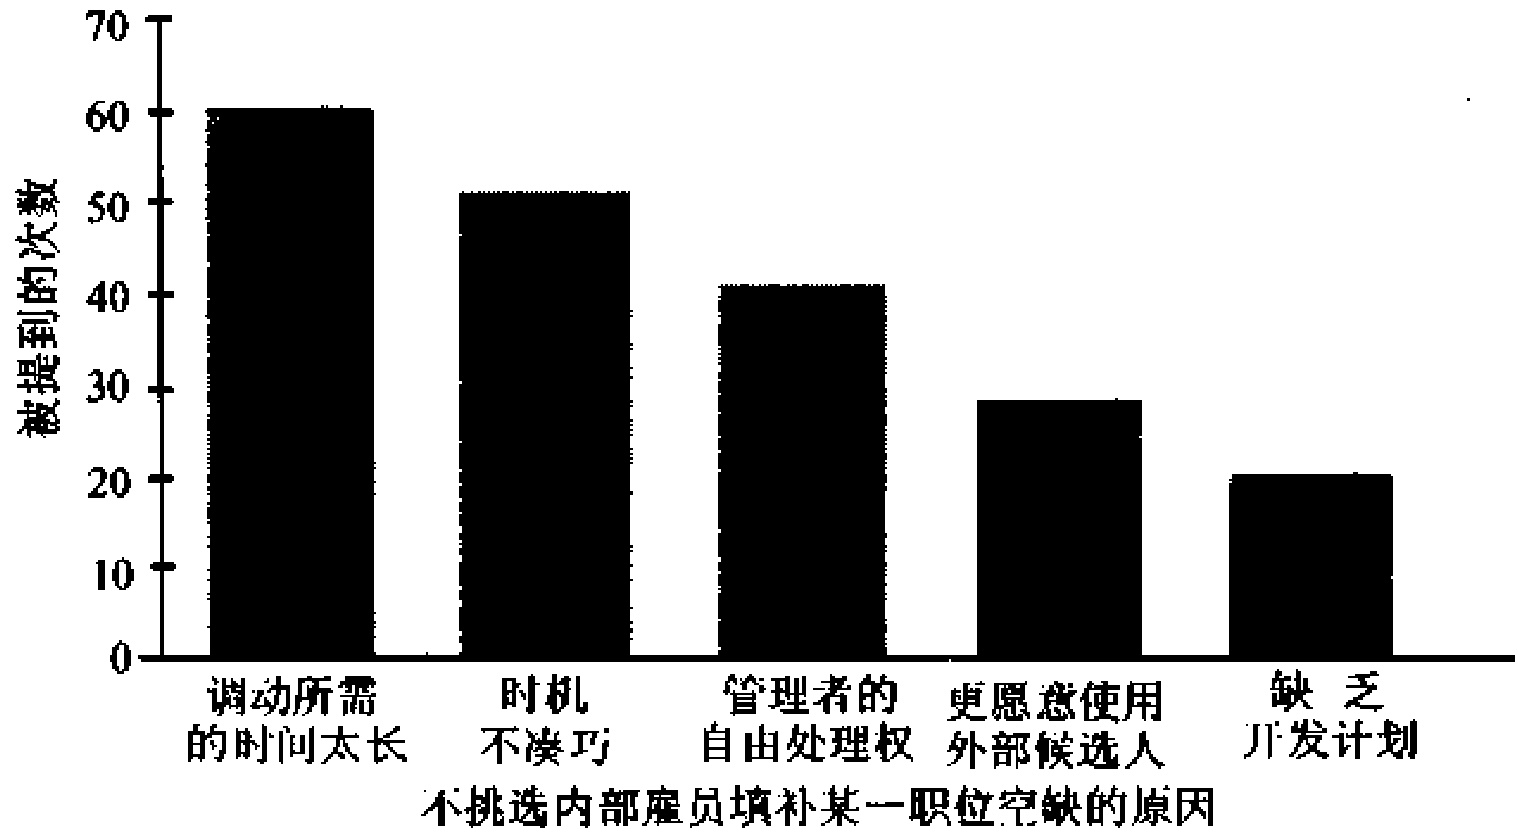 70
60
50
40
30
20
10
0
被提到的次数
调动所需
的时间太长
时机
不凑巧
管理者的
自由处理权
更愿意使用
外部候选人
缺 乏
开发计划
不挑选内部雇员填补某一职位空缺的原因